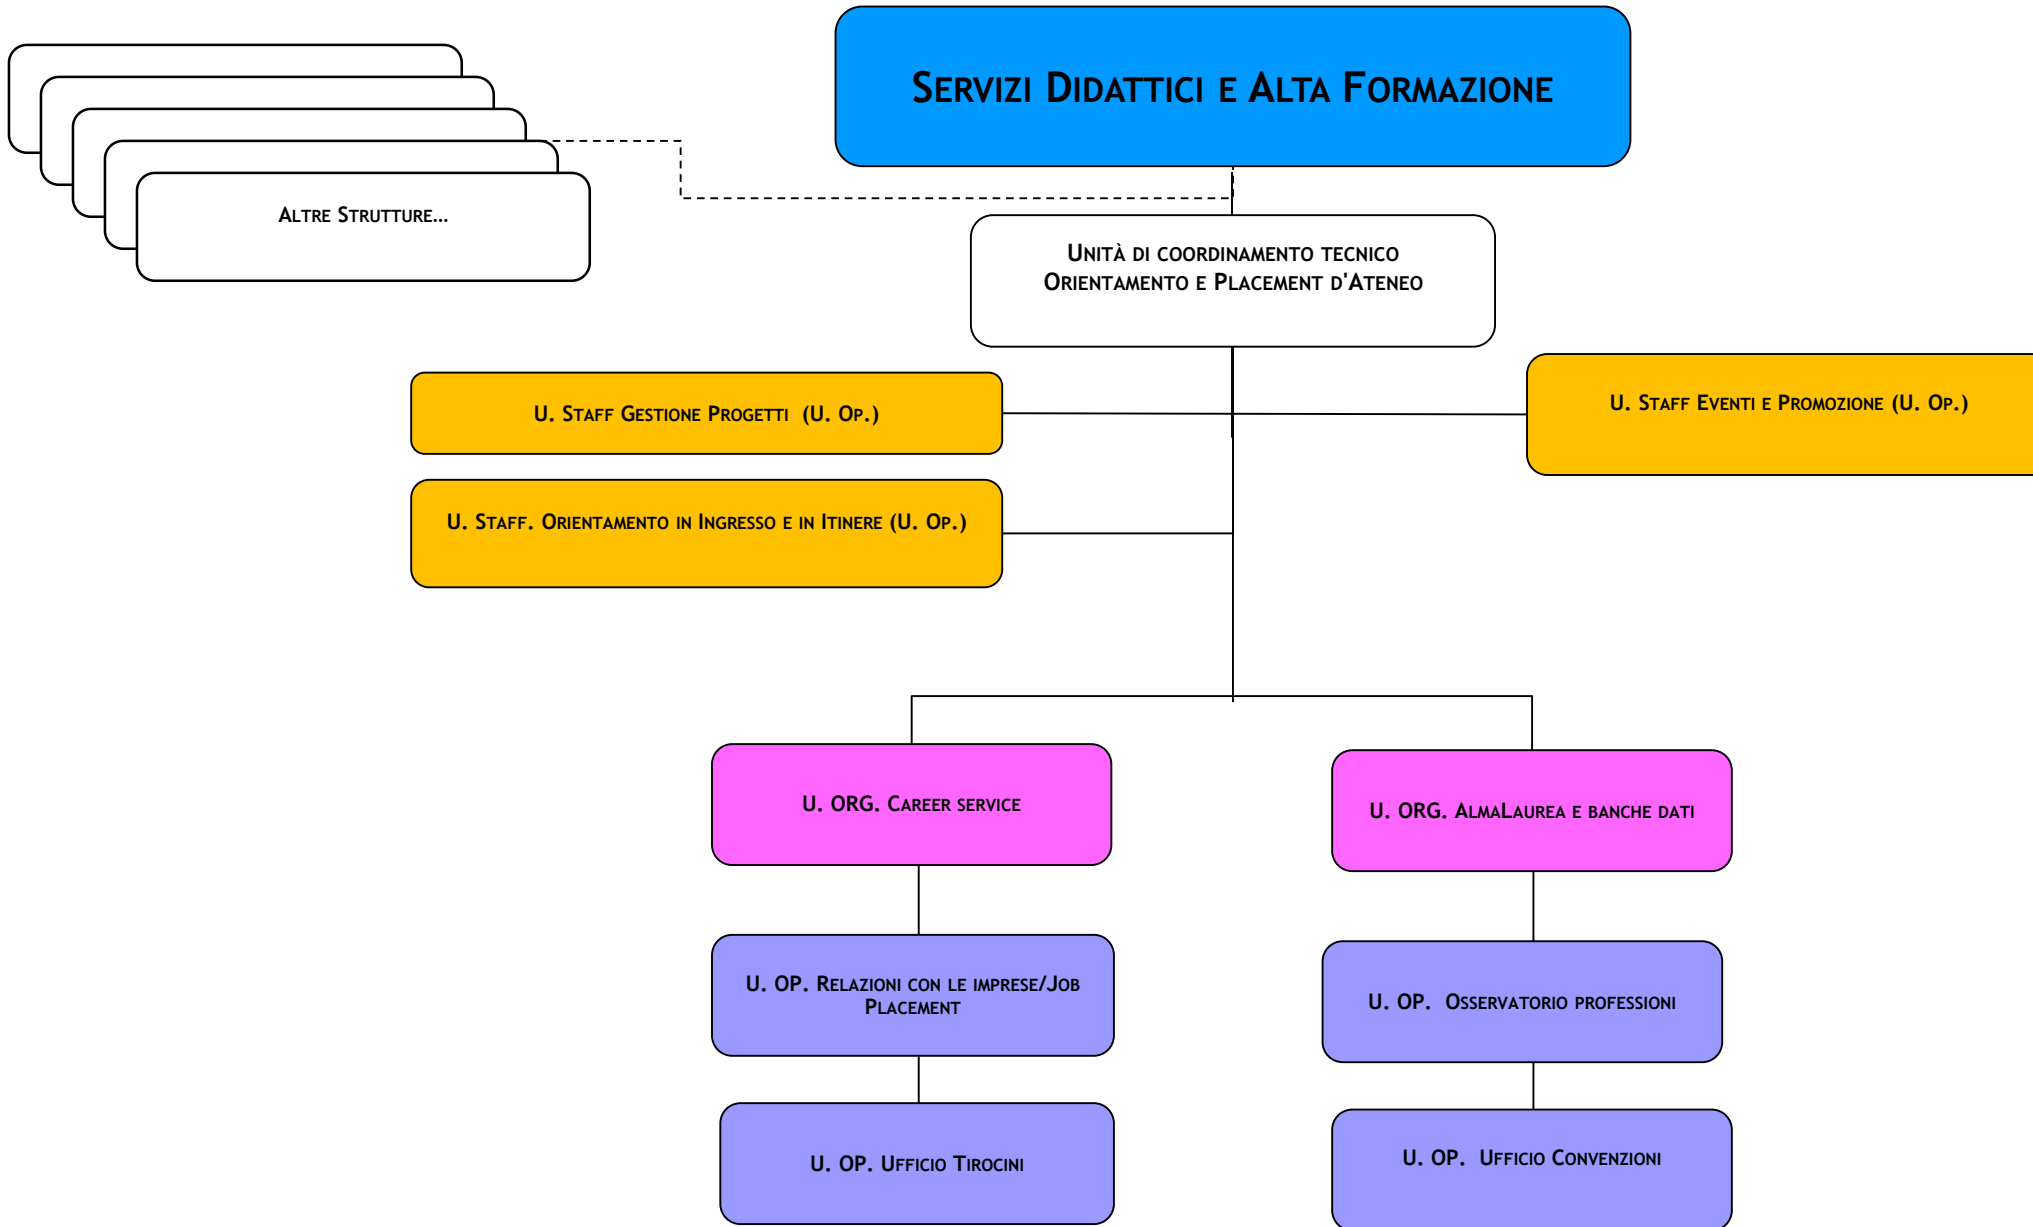 Servizi Didattici e Alta Formazione
Altre Strutture…
Unità di coordinamento tecnico
Orientamento e Placement d'Ateneo
U. Staff Gestione Progetti (U. Op.)
U. Staff Eventi e Promozione (U. Op.)
U. Staff. Orientamento in Ingresso e in Itinere (U. Op.)
U. ORG. Career service
U. ORG. AlmaLaurea e banche dati
U. OP. Relazioni con le imprese/Job
Placement
U. OP. Osservatorio professioni
U. OP. Ufficio Tirocini
U. OP. Ufficio Convenzioni